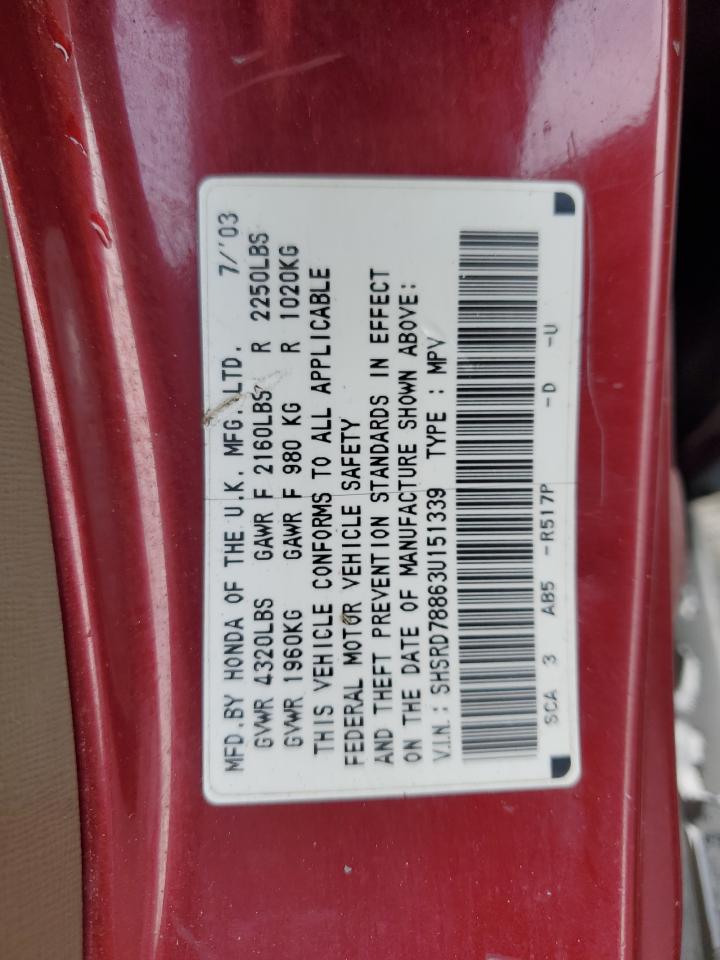 MFD.BY HONDA OF THE U.K. MFG.,LTD. 7/'03
GVWR 4320LBS GAWR F 2160LBS R 2250LBS
GVWR 1960KG GAWR F 980 KG R 1020KG
THIS VEHICLE CONFORMS TO ALL APPLICABLE
FEDERAL MOTOR VEHICLE SAFETY
AND THEFT PREVENTION STANDARDS IN EFFECT
ON THE DATE OF MANUFACTURE SHOWN ABOVE:
V.I.N.: SHSRD78863U151339 TYPE : MPV
SCA 3 AB5 -R517P -D -U